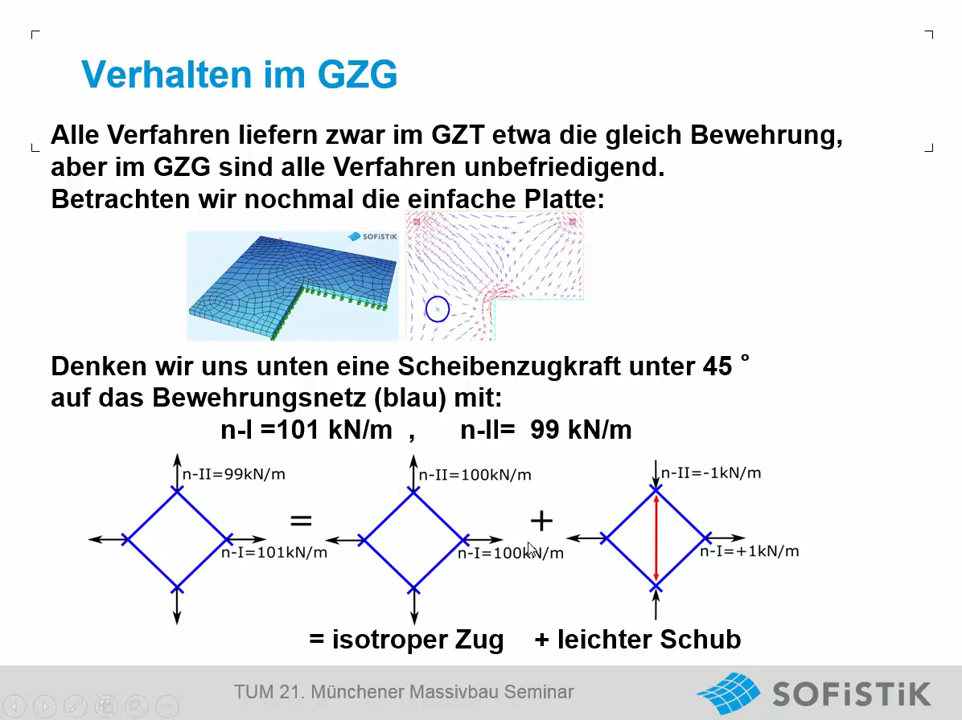 Verhalten im GZG
Alle Verfahren liefern zwar im GZT etwa die gleich Bewehrung,
aber im GZG sind alle Verfahren unbefriedigend.
Betrachten wir nochmal die einfache Platte:
SOFiSTiK
Denken wir uns unten eine Scheibenzugkraft unter 45 °
auf das Bewehrungsnetz (blau) mit:
n-I =101 kN/m , n-II= 99 kN/m
n-II=99kN/m
n-II=100kN/m
n-II=-1kN/m
= +
n-I=101kN/m
n-I=100kN/m
n-I=+1kN/m
= isotroper Zug + leichter Schub
TUM 21. Münchener Massivbau Seminar
SOFiSTiK